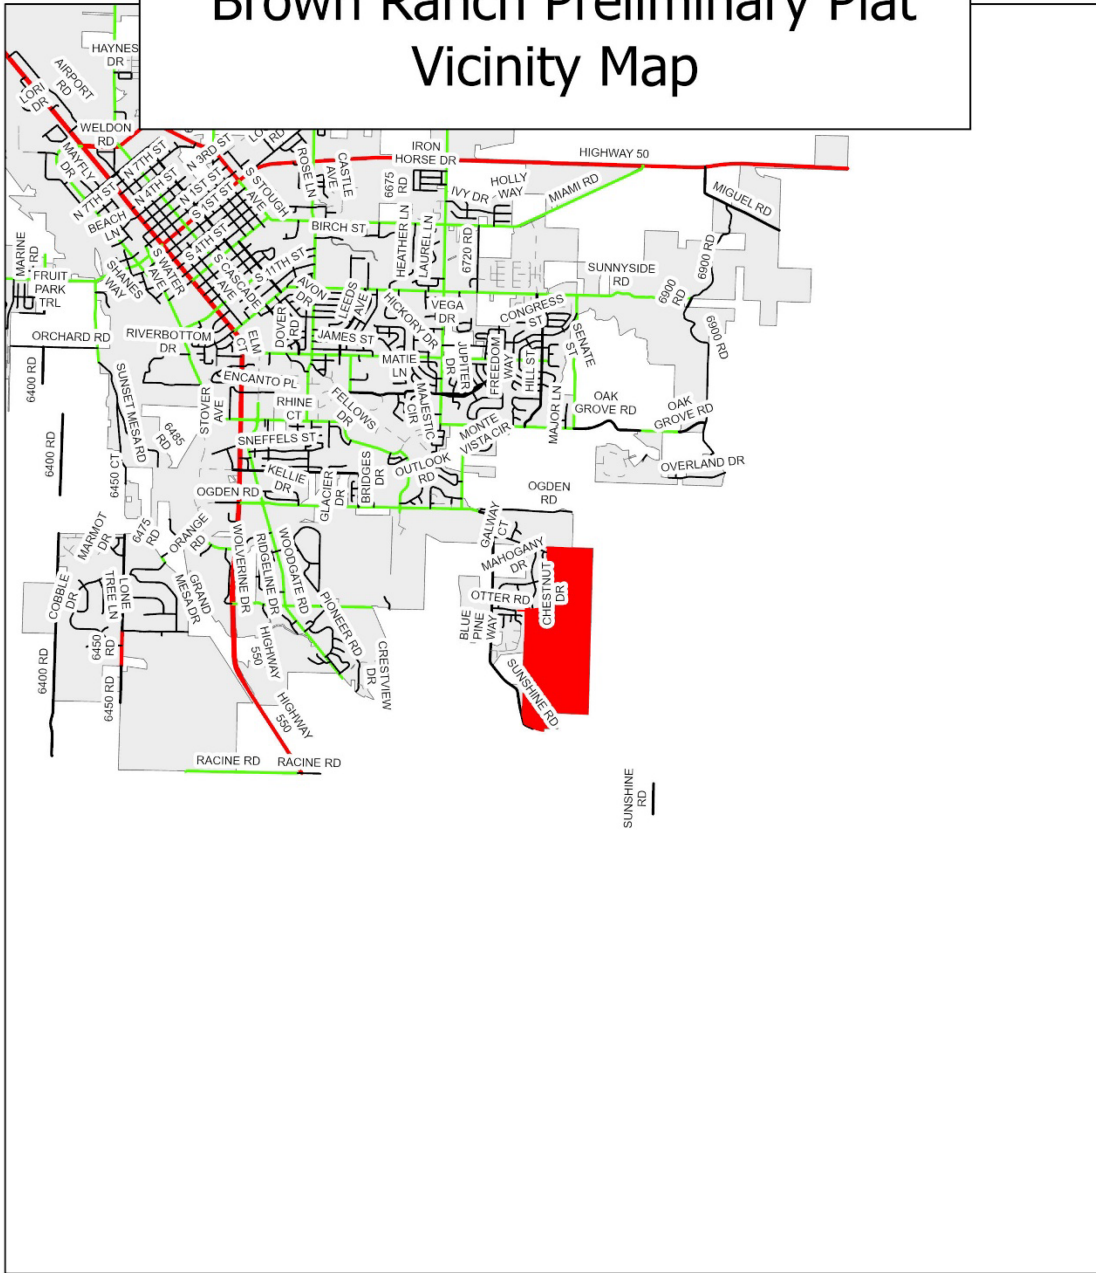 Brown Ranch Preliminary Plat
Vicinity Map
HAYNES
DR
AIRPORT
RD
LORI
DR
WELDON
RD
MAYFLY
DR
N 7TH ST
N 3RD ST
N 4TH ST
N 1ST ST
S 1ST ST
N 7TH ST
BEACH
LN
S 4TH ST
S STOUGH
AVE
RD
ROSE LN
CASTLE
AVE
6675
RD
IRON
HORSE DR
HIGHWAY 50
HOLLY
WAY
IVY DR
MIAMI RD
MIGUEL RD
BIRCH ST
HEATHER LN
LAUREL LN
6720 RD
SUNNYSIDE
RD
6900 RD
6900
RD
6900 RD
MARINE
RD
FRUIT
PARK
TRL
SHANES
WAY
S WATER
AVE
S CASCADE
AVE
S 11TH ST
AVON
DR
LEEDS
AVE
HICKORY DR
VEGA
DR
CONGRESS
ST
SENATE
ST
ORCHARD RD
RIVERBOTTOM
DR
ELM
CT
DOVER
RD
JAMES ST
MATIE
LN
JUPITER
DR
FREEDOM
WAY
HILL ST
MAJOR LN
6400 RD
SUNSET MESA RD
ENCANTO PL
STOVER
AVE
RHINE
CT
FELLOWS
DR
MAJESTIC
CIR
MONTE
VISTA CIR
OAK
GROVE RD
OAK
GROVE RD
6400 RD
6485
RD
SNEFFELS ST
6450 CT
KELLIE
DR
GLACIER
DR
BRIDGES
DR
OUTLOOK
RD
OVERLAND DR
OGDEN RD
OGDEN
RD
MARMOT
DR
6475
RD
ORANGE
RD
WOLVERINE DR
RIDGELINE DR
WOODGATE RD
GALWAY
CT
MAHOGANY
DR
CHESTNUT
DR
COBBLE
DR
LONE
TREE LN
GRAND
MESA DR
PIONEER RD
OTTER RD
BLUE
PINE
WAY
6400 RD
6450
RD
6450 RD
HIGHWAY
550
CRESTVIEW
DR
SUNSHINE RD
HIGHWAY
550
RACINE RD
RACINE RD
SUNSHINE
RD